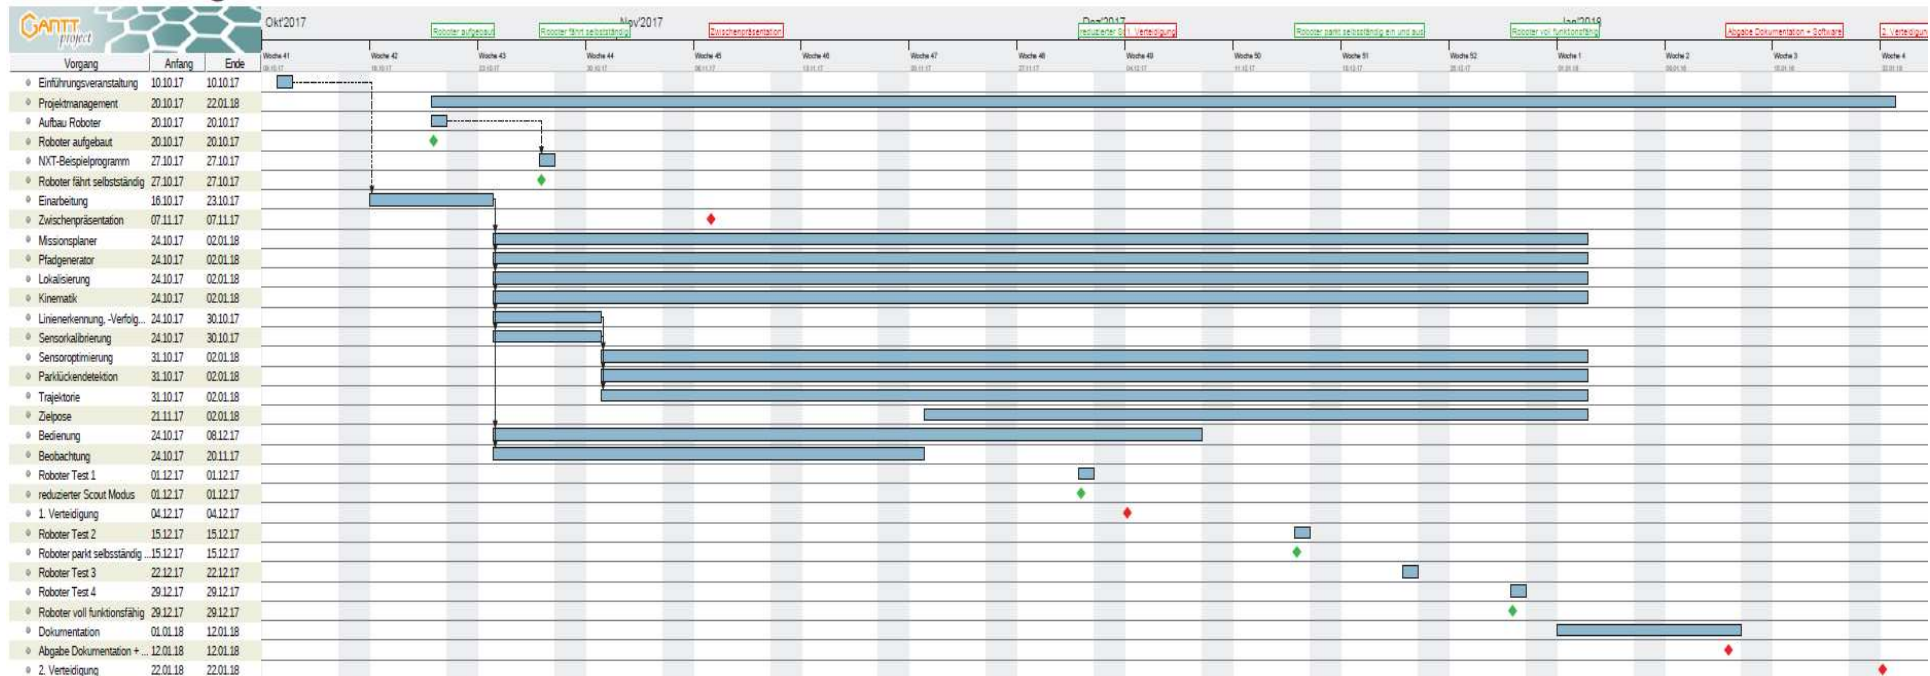 GANTT
project
Okt'2017
Nov'2017
Dez'2017
Jan'2018
Roboter aufgebaut
Roboter fährt selbstständig
Zwischenpräsentation
reduzierter
1. Verteidigung
Roboter parkt selbsständig ein und aus
Roboter voll funktionsfähig
Abgabe Dokumentation + Software
2. Verteidigung
Woche 41 Woche 42 Woche 43 Woche 44 Woche 45 Woche 46 Woche 47 Woche 48 Woche 49 Woche 50 Woche 51 Woche 52 Woche 1 Woche 2 Woche 3 Woche 4
Vorgang Anfang Ende
Einführungsveranstaltung 10.10.17 10.10.17
Projektmanagement 20.10.17 22.01.18
Aufbau Roboter 20.10.17 20.10.17
Roboter aufgebaut 20.10.17 20.10.17
NXT-Beispielprogramm 27.10.17 27.10.17
Roboter fährt selbstständig 27.10.17 27.10.17
Einarbeitung 16.10.17 23.10.17
Zwischenpräsentation 07.11.17 07.11.17
Missionsplaner 24.10.17 02.01.18
Pfadgenerator 24.10.17 02.01.18
Lokalisierung 24.10.17 02.01.18
Kinematik 24.10.17 02.01.18
Linienerkennung, -Verfolg... 24.10.17 30.10.17
Sensorkalibrierung 24.10.17 30.10.17
Sensoroptimierung 31.10.17 02.01.18
Parklückendetektion 31.10.17 02.01.18
Trajektorie 31.10.17 02.01.18
Zielpose 21.11.17 02.01.18
Bedienung 24.10.17 08.12.17
Beobachtung 24.10.17 20.11.17
Roboter Test 1 01.12.17 01.12.17
reduzierter Scout Modus 01.12.17 01.12.17
1. Verteidigung 04.12.17 04.12.17
Roboter Test 2 15.12.17 15.12.17
Roboter parkt selbsständig ... 15.12.17 15.12.17
Roboter Test 3 22.12.17 22.12.17
Roboter Test 4 29.12.17 29.12.17
Roboter voll funktionsfähig 29.12.17 29.12.17
Dokumentation 01.01.18 12.01.18
Abgabe Dokumentation + ... 12.01.18 12.01.18
2. Verteidigung 22.01.18 22.01.18